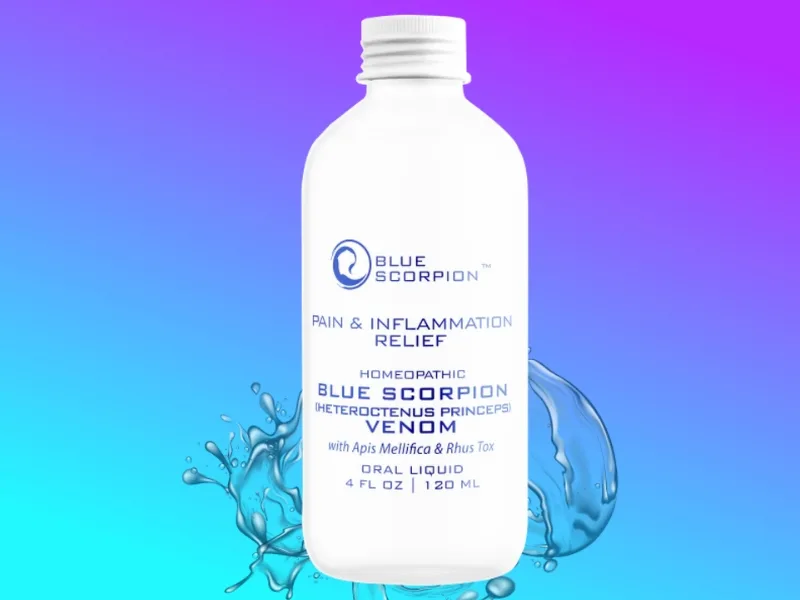 BLUE
SCORPION™
PAIN & INFLAMMATION
RELIEF
HOMEOPATHIC
BLUE SCORPION
(HETEROCTENUS PRINCEPS)
VENOM
with Apis Mellifica & Rhus Tox
ORAL LIQUID
4 FL OZ | 120 ML